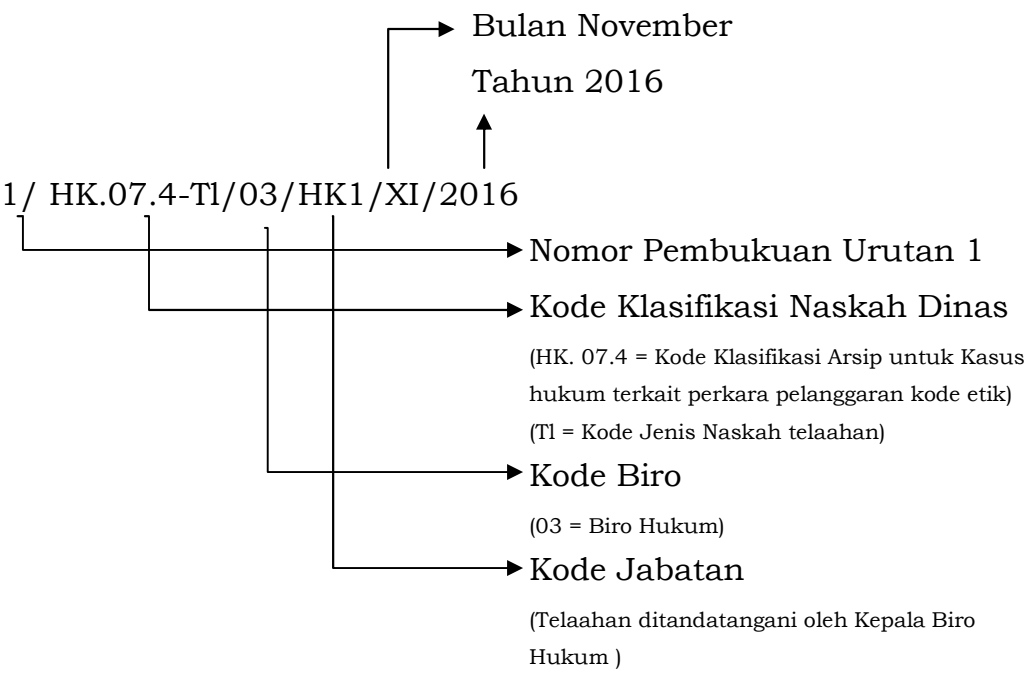 Bulan November
Tahun 2016
1/ HK.07.4-Tl/03/HK1/XI/2016
Nomor Pembukuan Urutan 1
Kode Klasifikasi Naskah Dinas
(HK. 07.4 = Kode Klasifikasi Arsip untuk Kasus
hukum terkait perkara pelanggaran kode etik)
(Tl = Kode Jenis Naskah telaahan)
Kode Biro
(03 = Biro Hukum)
Kode Jabatan
(Telaahan ditandatangani oleh Kepala Biro
Hukum )